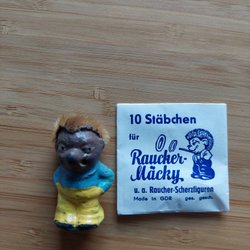 10 Stäbchen
für
Raucher-
Mäcky
u. a. Raucher-Scherzfiguren
Made in GDR ges. gesch.